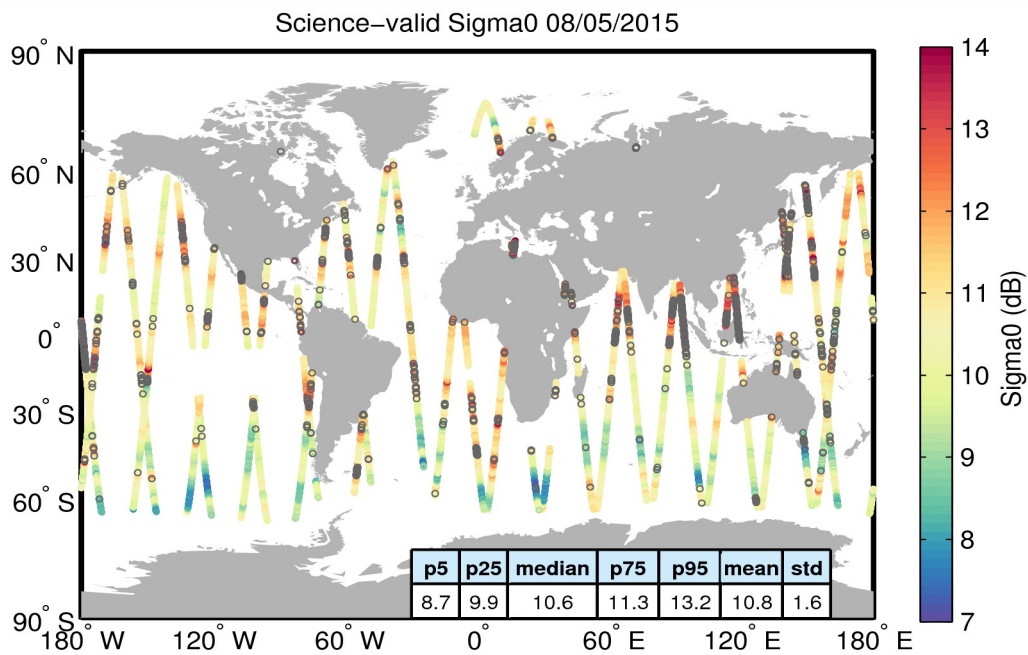 Science−valid Sigma0 08/05/2015
90° N
60° N
30° N
0°
30° S
60° S
90° S
180° W
120° W
60° W
0°
60° E
120° E
180° E
14
13
12
11
10
9
8
7
Sigma0 (dB)
p5 p25 median p75 p95 mean std
8.7 9.9 10.6 11.3 13.2 10.8 1.6